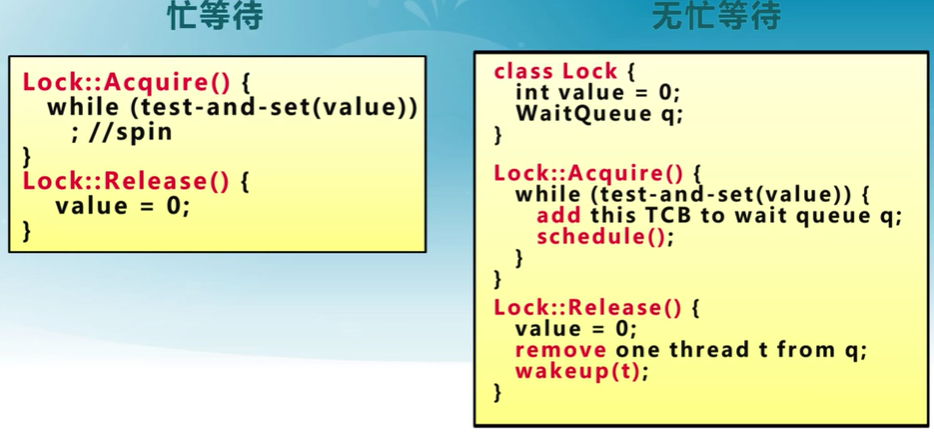 忙等待
Lock::Acquire() {
while (test-and-set(value))
; //spin
}
Lock::Release() {
value = 0;
}
无忙等待
class Lock {
int value = 0;
WaitQueue q;
}
Lock::Acquire() {
while (test-and-set(value)) {
add this TCB to wait queue q;
schedule();
}
}
Lock::Release() {
value = 0;
remove one thread t from q;
wakeup(t);
}